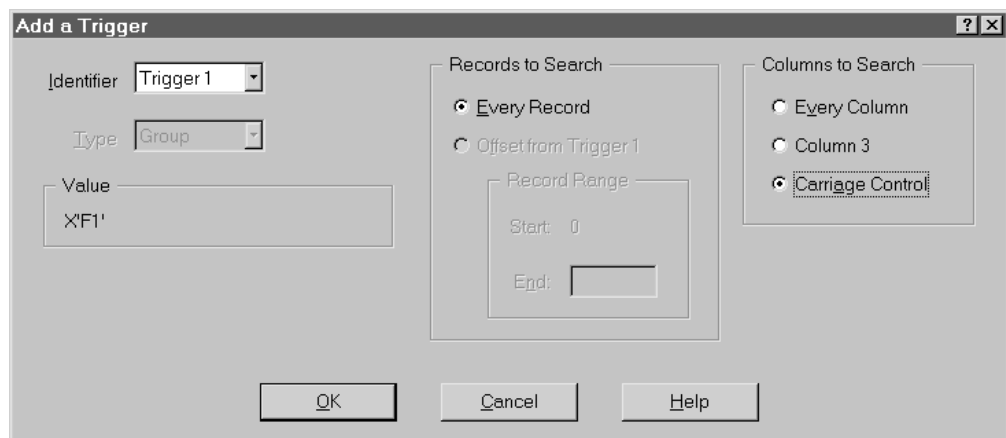 Add a Trigger
Identifier Trigger 1
Type Group
Value
X'F1'
Records to Search
Every Record
Offset from Trigger 1
Record Range
Start: 0
End:
Columns to Search
Every Column
Column 3
Carriage Control
OK Cancel Help